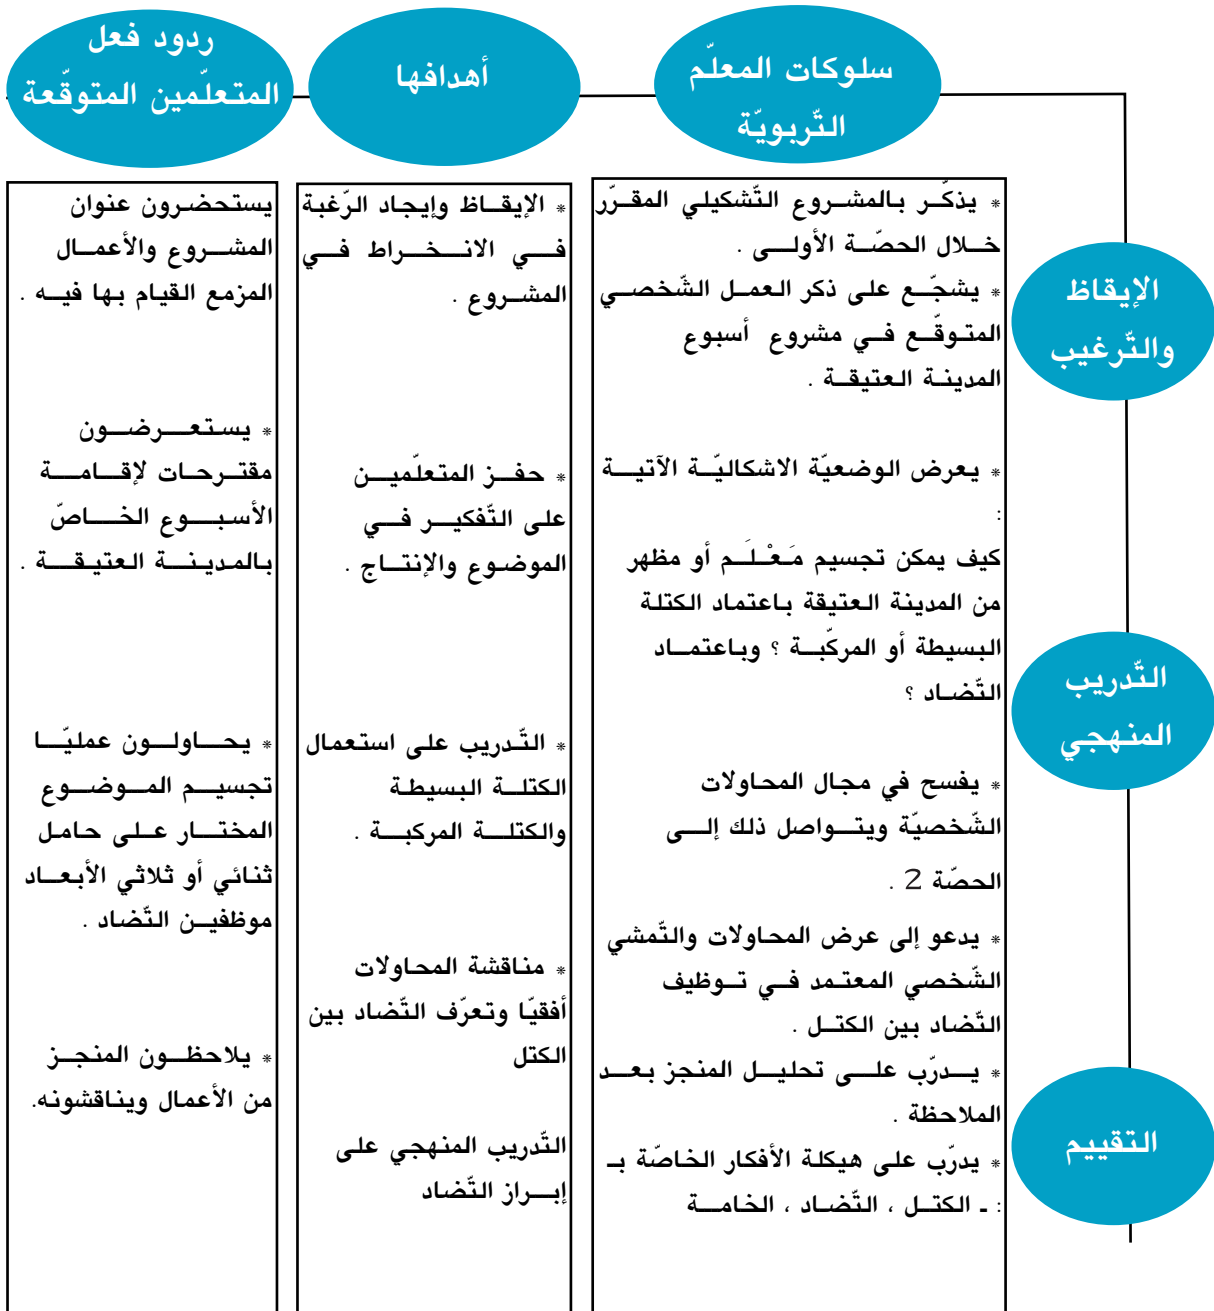 سلوكات المعلّم
التّربويّة
أهدافها
ردود فعل
المتعلّمين المتوقّعة
الإيقاظ
والتّرغيب
التّدريب
المنهجي
التقييم
* يذكّر بالمشروع التّشكيلي المقرّر
خلال الحصّة الأولى .
* يشجّع على ذكر العمل الشّخصي
المتوقّع في مشروع أسبوع
المدينة العتيقة .
* يعرض الوضعيّة الاشكاليّة الآتية
:
كيف يمكن تجسيم مَعْلَم أو مظهر
من المدينة العتيقة باعتماد الكتلة
البسيطة أو المركّبة ؟ وباعتماد
التّضاد ؟
* يفسح في مجال المحاولات
الشّخصيّة ويتواصل ذلك إلى
الحصّة 2 .
* يدعو إلى عرض المحاولات والتّمشي
الشّخصي المعتمد في توظيف
التّضاد بين الكتل .
* يدرّب على تحليل المنجز بعد
الملاحظة .
* يدرّب على هيكلة الأفكار الخاصّة بـ
: ـ الكتل ، التّضاد ، الخامة
* الإيقاظ وإيجاد الرّغبة
في الانخراط في
المشروع .
* حفز المتعلّمين
على التّفكير في
الموضوع والإنتاج .
* التّدريب على استعمال
الكتلة البسيطة
والكتلة المركبة .
* مناقشة المحاولات
أفقيّا وتعرّف التّضاد بين
الكتل
التّدريب المنهجي على
إبراز التّضاد
يستحضرون عنوان
المشروع والأعمال
المزمع القيام بها فيه .
* يستعرضون
مقترحات لإقامة
الأسبوع الخاصّ
بالمدينة العتيقة .
* يحاولون عمليّا
تجسيم الموضوع
المختار على حامل
ثنائي أو ثلاثي الأبعاد
موظفين التّضاد .
* يلاحظون المنجز
من الأعمال ويناقشونه.